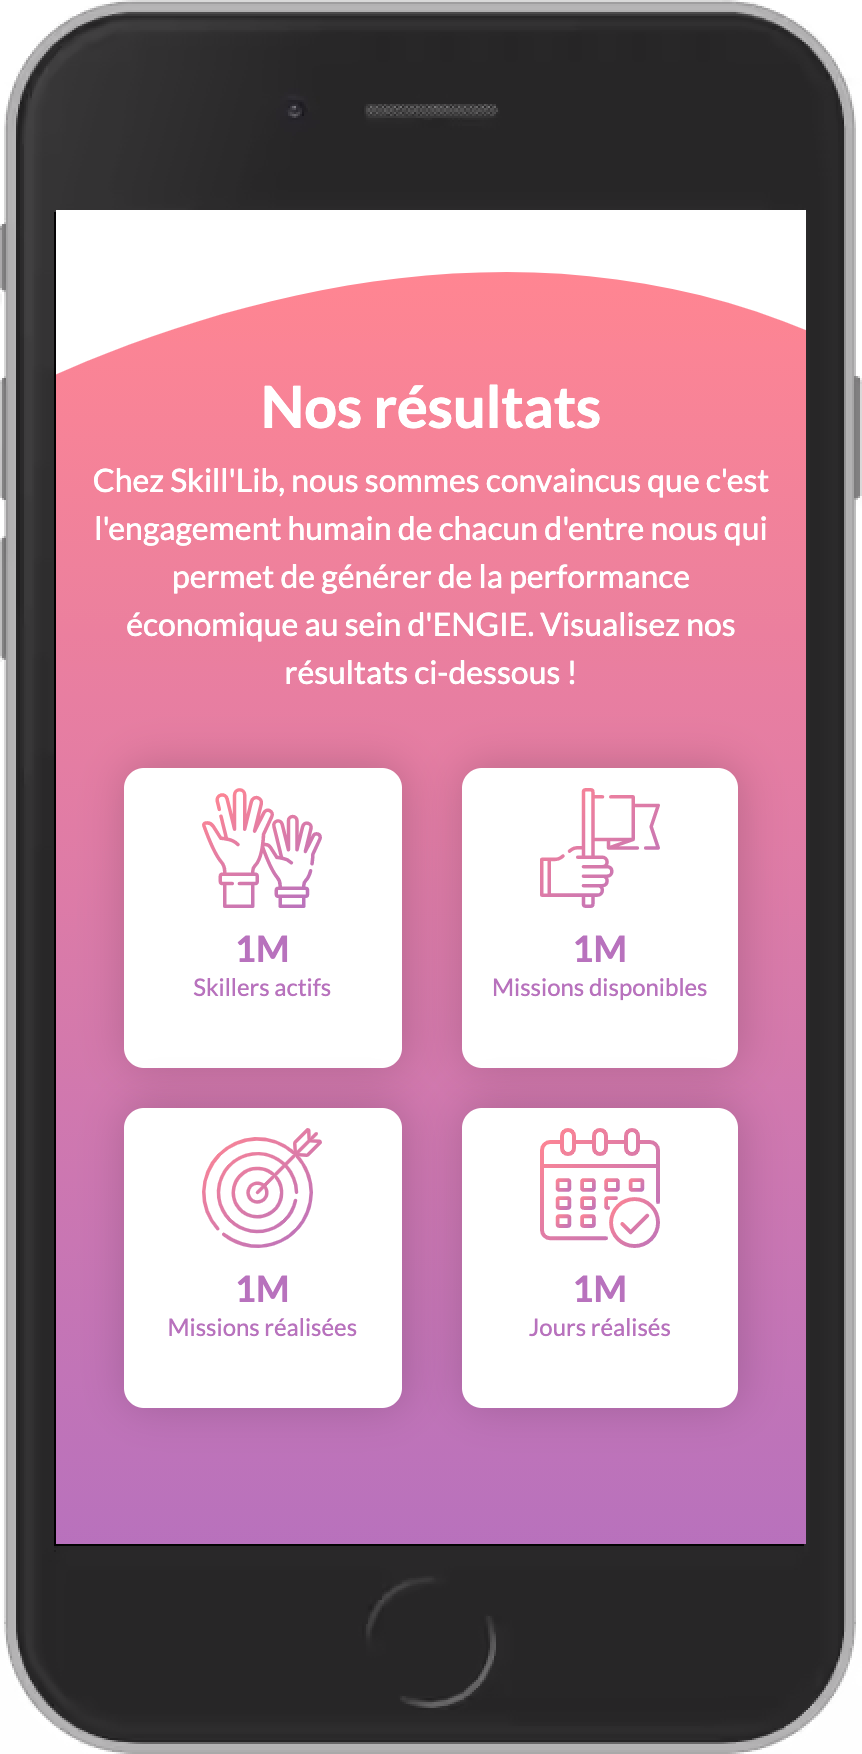 Nos résultats
Chez Skill'Lib, nous sommes convaincus que c'est
l'engagement humain de chacun d'entre nous qui
permet de générer de la performance
économique au sein d'ENGIE. Visualisez nos
résultats ci-dessous !
1M
Skillers actifs
1M
Missions disponibles
1M
Missions réalisées
1M
Jours réalisés